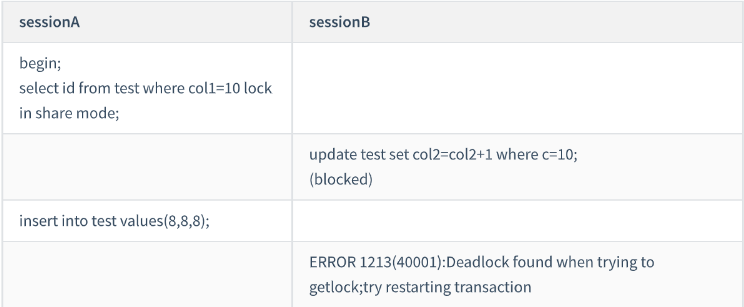 sessionA
sessionB
begin;
select id from test where col1=10 lock
in share mode;
update test set col2=col2+1 where c=10;
(blocked)
insert into test values(8,8,8);
ERROR 1213(40001):Deadlock found when trying to
getlock;try restarting transaction